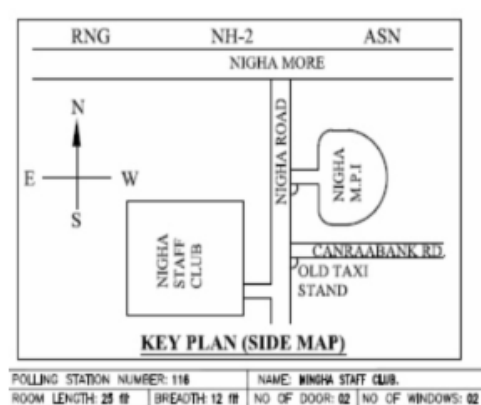 RNG NH-2 ASN
NIGHA MORE
N
E W
S
NIGHA ROAD
NIGHA
M.P.I
NIGHA
STAFF
CLUB
CANRAABANK RD.
OLD TAXI
STAND
KEY PLAN (SIDE MAP)
POLLING STATION NUMBER: 116 NAME: MINGHA STAFF CLUB.
ROOM LENGTH: 25 ft BREADTH: 12 ft NO OF DOOR: 02 NO OF WINDOWS: 02